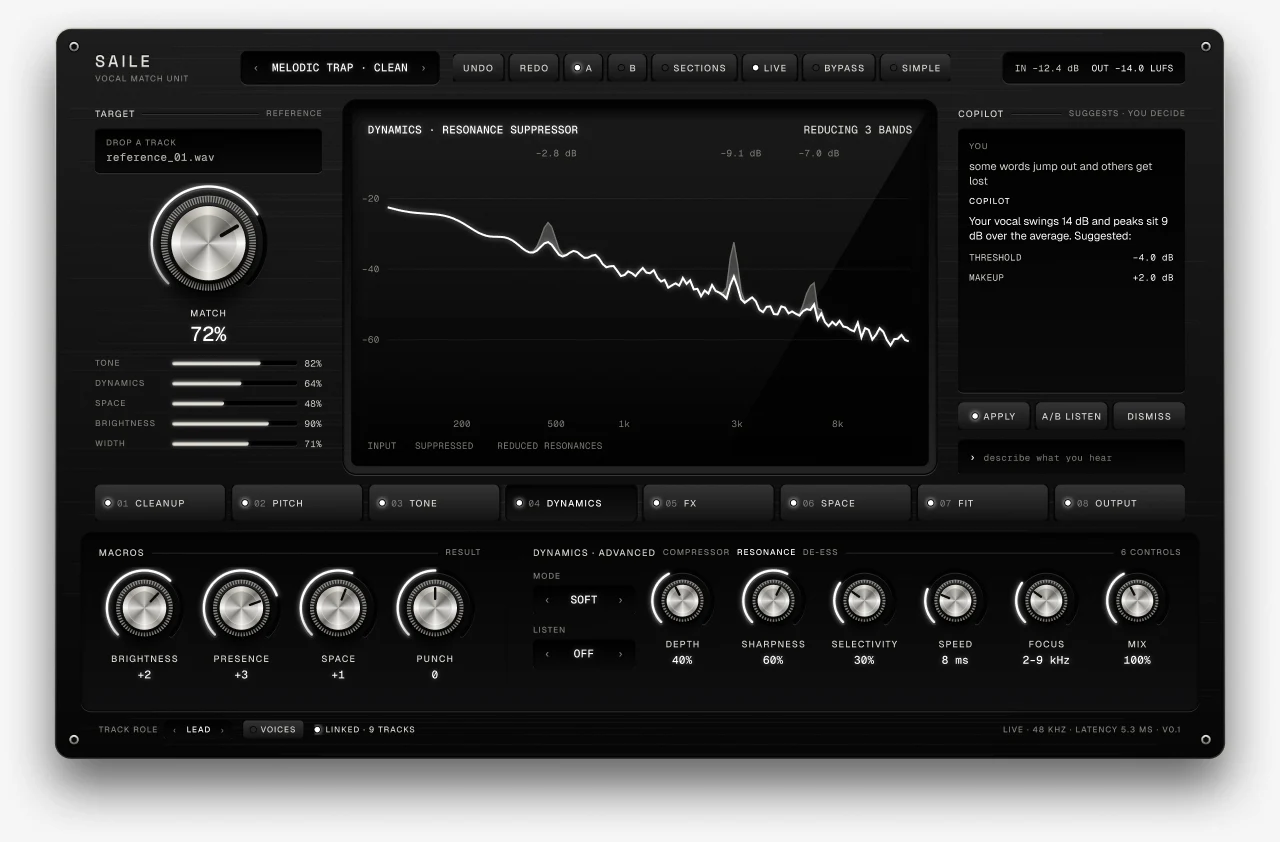 SAILE
VOCAL MATCH UNIT
‹ MELODIC TRAP · CLEAN ›
UNDO
REDO
A
B
SECTIONS
LIVE
BYPASS
SIMPLE
IN −12.4 dB OUT −14.0 LUFS
TARGET
REFERENCE
DROP A TRACK
reference_01.wav
MATCH
72%
TONE 82%
DYNAMICS 64%
SPACE 48%
BRIGHTNESS 90%
WIDTH 71%
DYNAMICS · RESONANCE SUPPRESSOR
REDUCING 3 BANDS
−2.8 dB −9.1 dB −7.0 dB
−20
−40
−60
200 500 1k 3k 8k
INPUT SUPPRESSED REDUCED RESONANCES
COPILOT
SUGGESTS · YOU DECIDE
YOU
some words jump out and others get
lost
COPILOT
Your vocal swings 14 dB and peaks sit 9
dB over the average. Suggested:
THRESHOLD −4.0 dB
MAKEUP +2.0 dB
APPLY
A/B LISTEN
DISMISS
› describe what you hear
01 CLEANUP
02 PITCH
03 TONE
04 DYNAMICS
05 FX
06 SPACE
07 FIT
08 OUTPUT
MACROS
RESULT
BRIGHTNESS
+2
PRESENCE
+3
SPACE
+1
PUNCH
0
DYNAMICS · ADVANCED COMPRESSOR RESONANCE DE-ESS
6 CONTROLS
MODE
‹ SOFT ›
LISTEN
‹ OFF ›
DEPTH
40%
SHARPNESS
60%
SELECTIVITY
30%
SPEED
8 ms
FOCUS
2–9 kHz
MIX
100%
TRACK ROLE ‹ LEAD ›
VOICES
LINKED · 9 TRACKS
LIVE · 48 KHZ · LATENCY 5.3 MS · V0.1